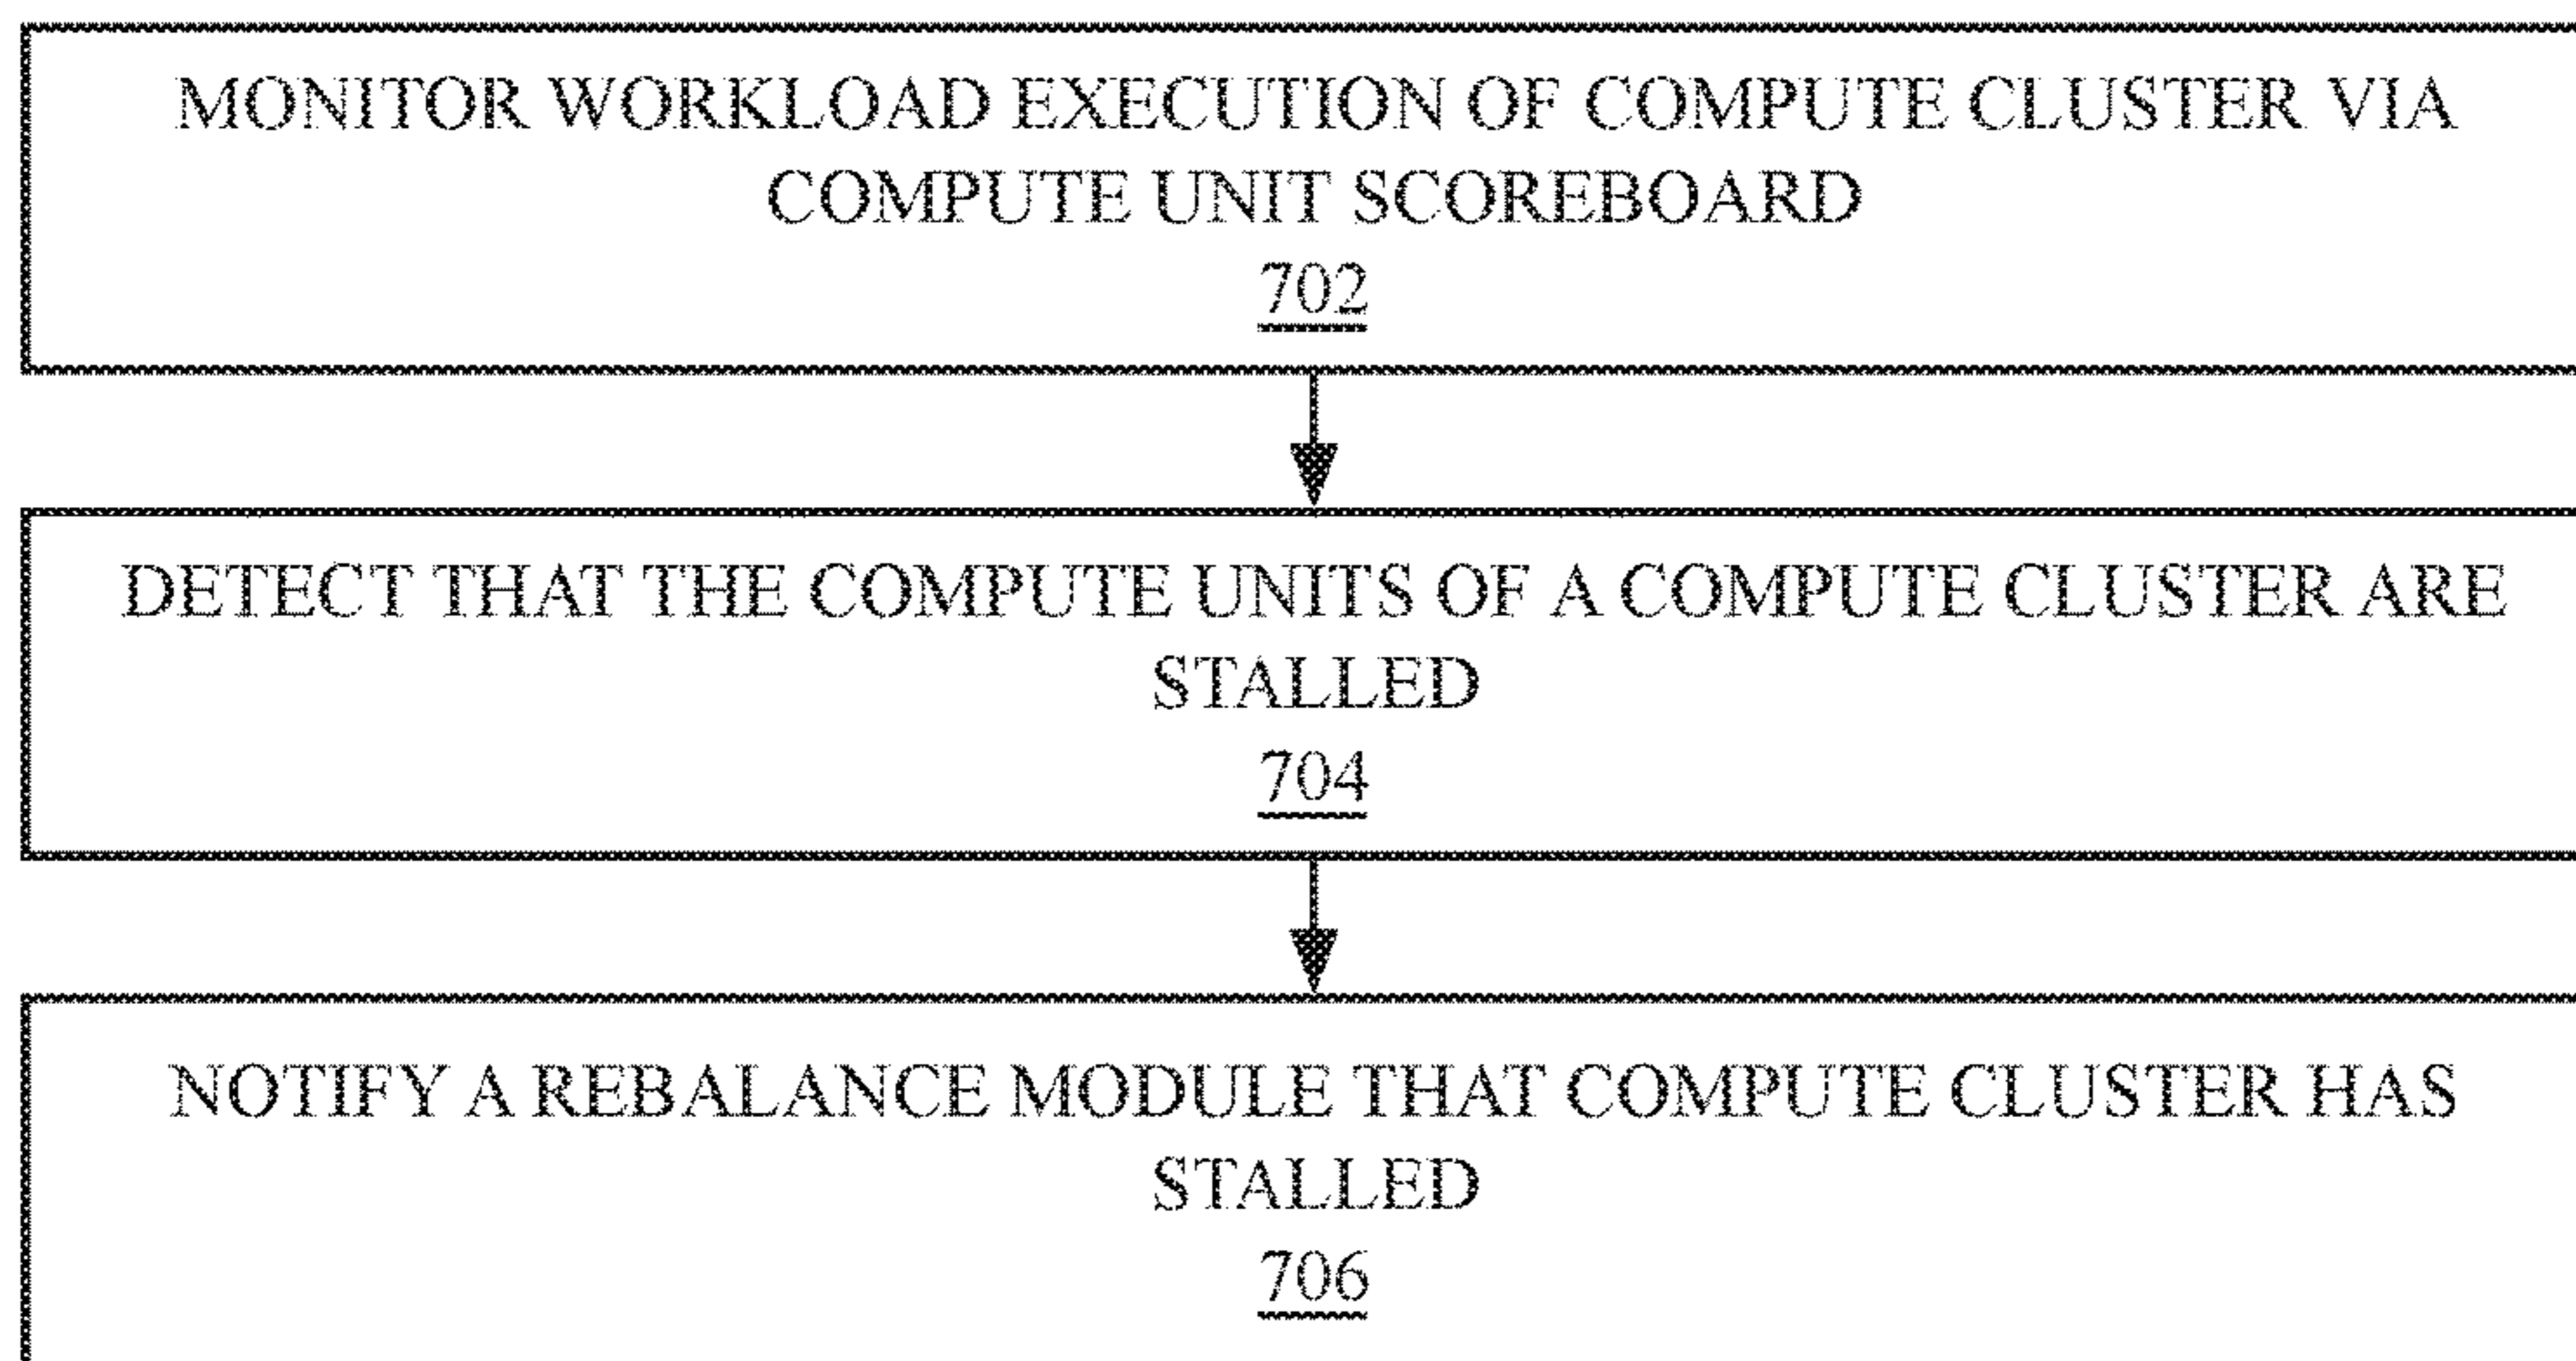 MONITOR WORKLOAD EXECUTION OF COMPUTE CLUSTER VIA
COMPUTE UNIT SCOREBOARD
702
DETECT THAT THE COMPUTE UNITS OF A COMPUTE CLUSTER ARE
STALLED
704
NOTIFY A REBALANCE MODULE THAT COMPUTE CLUSTER HAS
STALLED
706